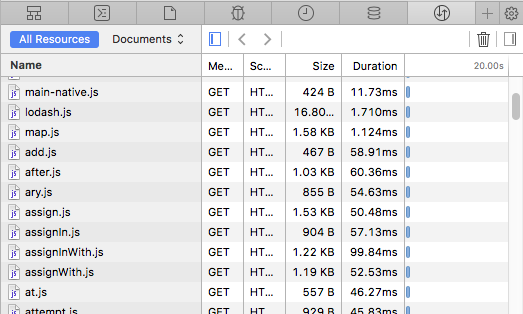 All Resources Documents
Name Me... Sc... Size Duration 20.00s
main-native.js GET HT... 424 B 11.73ms
lodash.js GET HT... 16.80... 1.710ms
map.js GET HT... 1.58 KB 1.124ms
add.js GET HT... 467 B 58.91ms
after.js GET HT... 1.03 KB 60.36ms
ary.js GET HT... 855 B 54.63ms
assign.js GET HT... 1.53 KB 50.48ms
assignIn.js GET HT... 904 B 57.13ms
assignInWith.js GET HT... 1.22 KB 99.84ms
assignWith.js GET HT... 1.19 KB 52.53ms
at.js GET HT... 557 B 46.27ms
attempt.js GET HT... 929 B 45.83ms